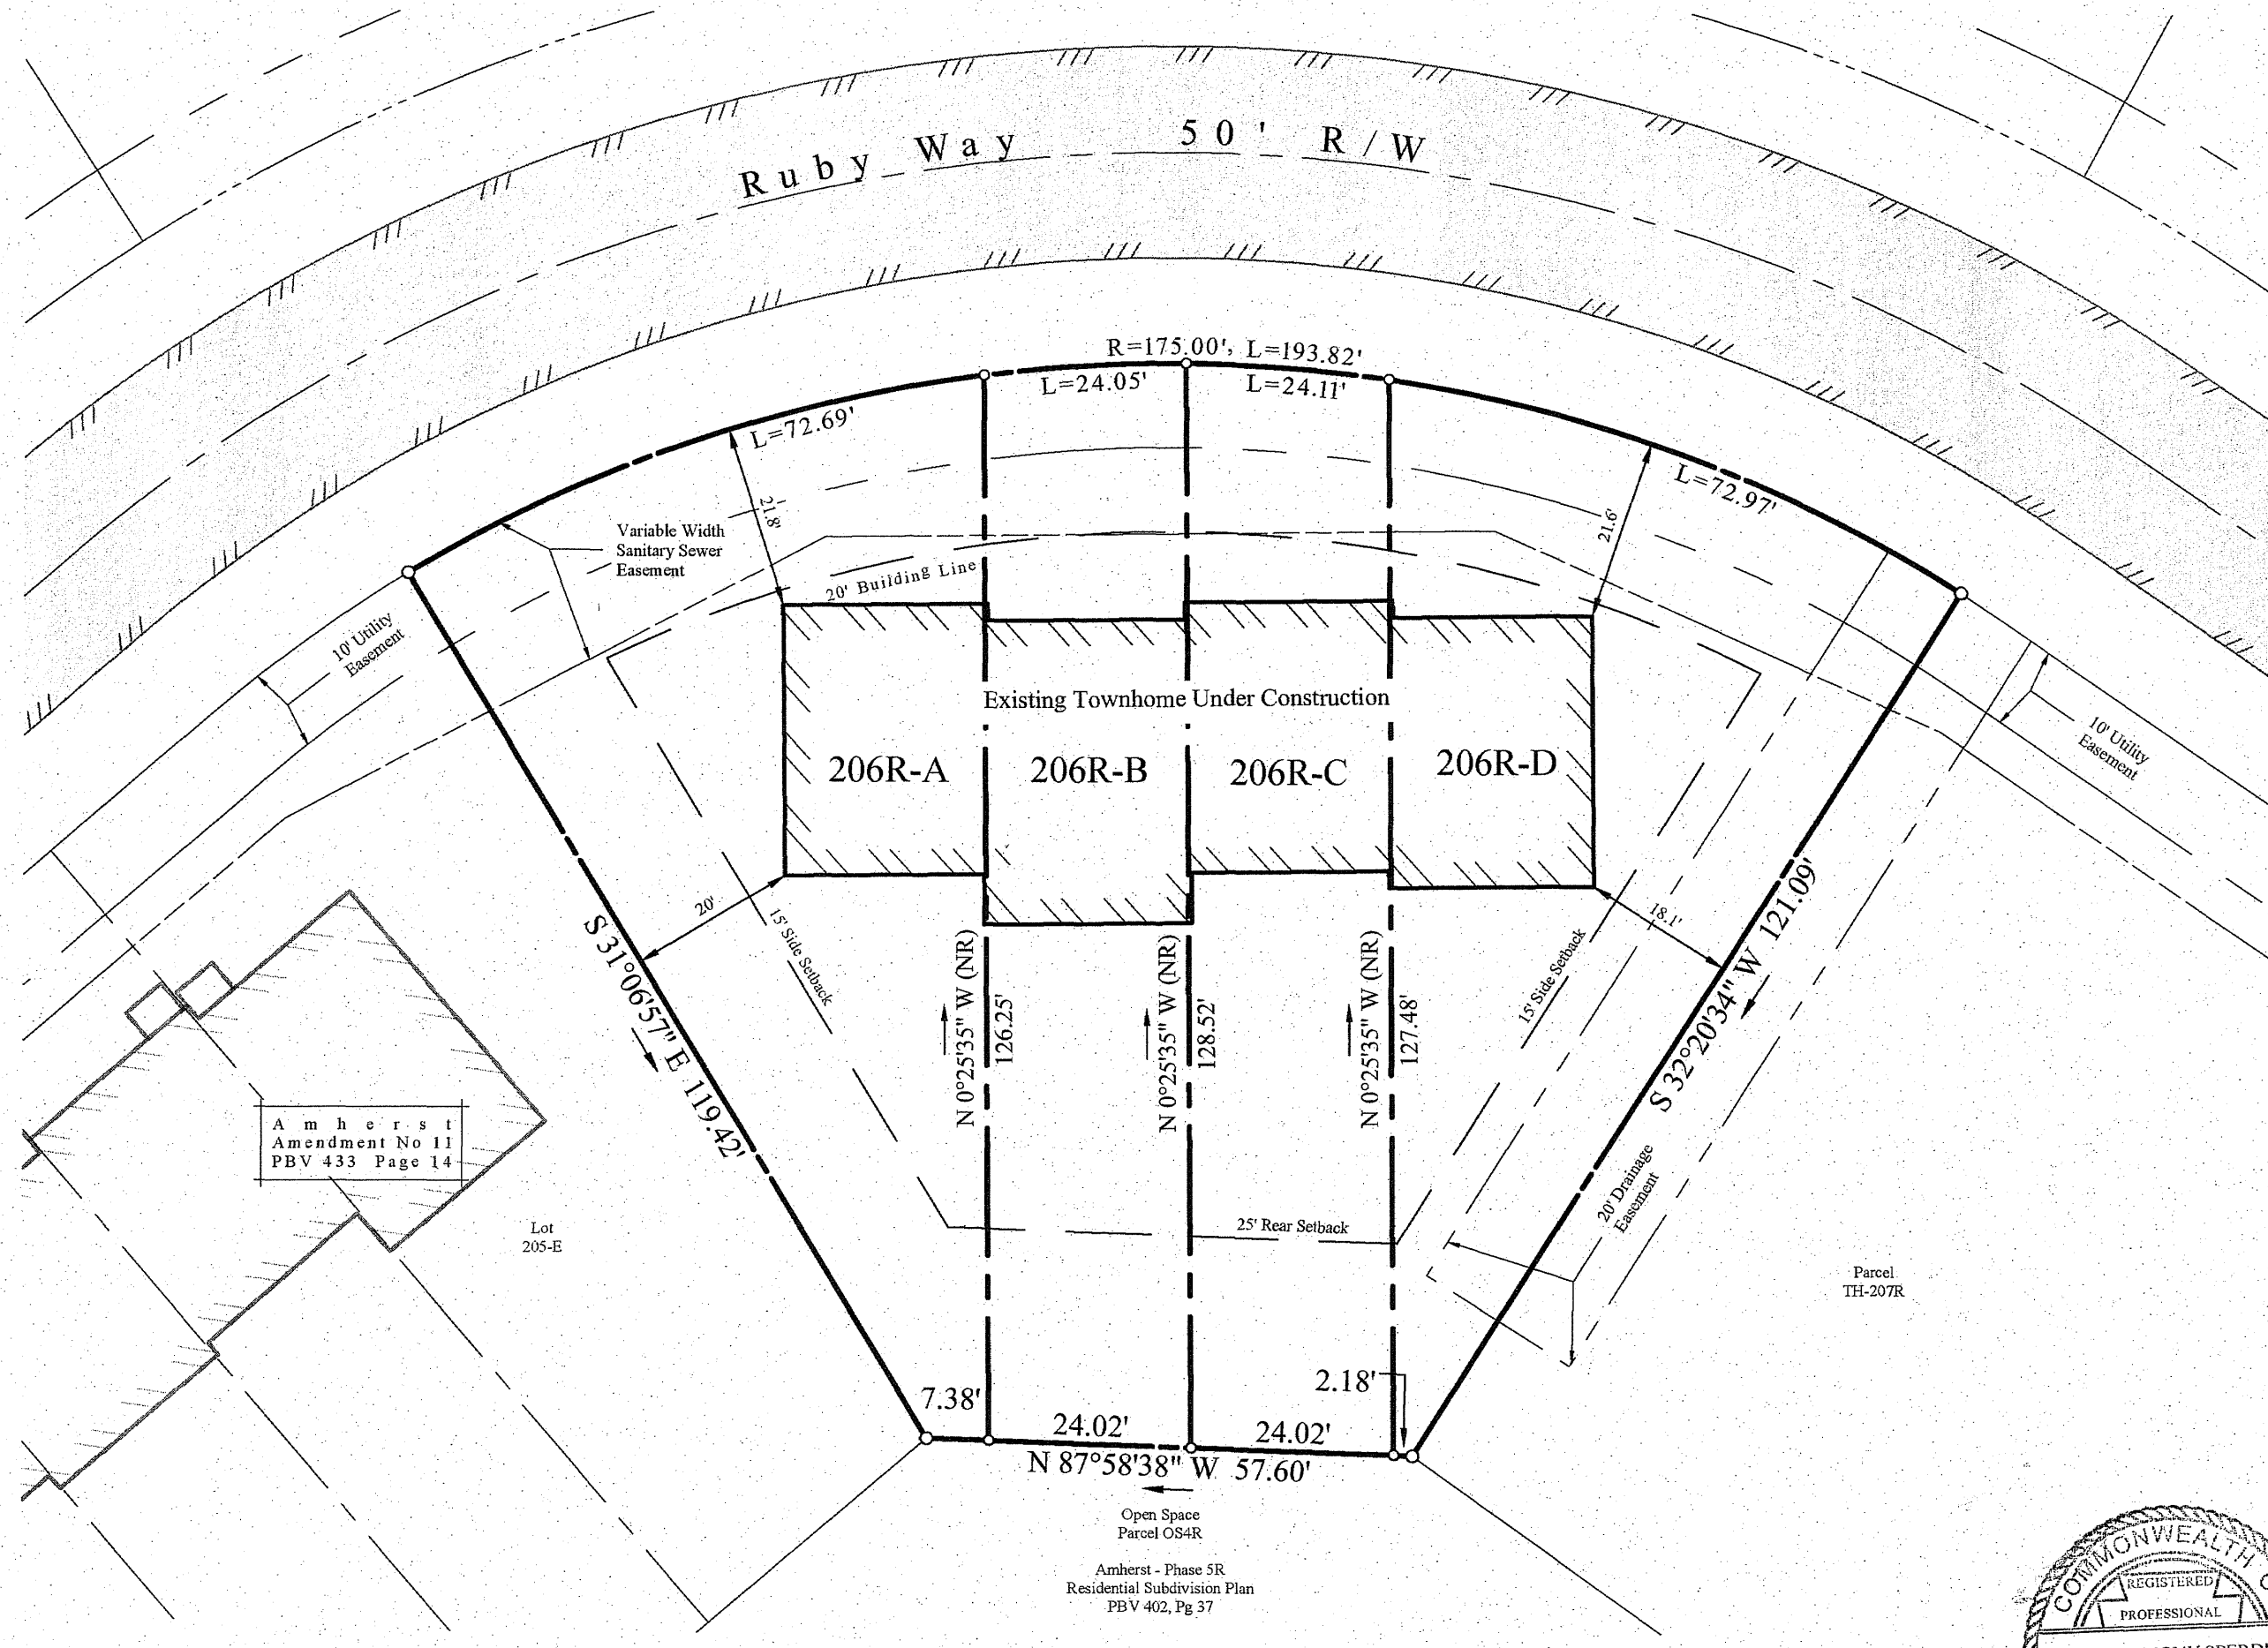 Ruby Way 50' R/W
R=175.00', L=193.82'
L=24.05'
L=24.11'
L=72.69'
L=72.97'
21.8'
21.6'
Variable Width
Sanitary Sewer
Easement
20' Building Line
10' Utility
Easement
10' Utility
Easement
Existing Townhome Under Construction
206R-A
206R-B
206R-C
206R-D
20'
18.1'
15' Side Setback
15' Side Setback
S 31°06'57" E 119.42'
S 32°20'34" W 121.09'
N 0°25'35" W (NR)
126.25'
N 0°25'35" W (NR)
128.52'
N 0°25'35" W (NR)
127.48'
Amherst
Amendment No 11
PBV 433 Page 14
Lot
205-E
20' Drainage
Easement
25' Rear Setback
Parcel
TH-207R
7.38'
2.18'
24.02'
24.02'
N 87°58'38" W 57.60'
Open Space
Parcel OS4R
Amherst - Phase 5R
Residential Subdivision Plan
PBV 402, Pg 37
COMMONWEALTH
REGISTERED
PROFESSIONAL